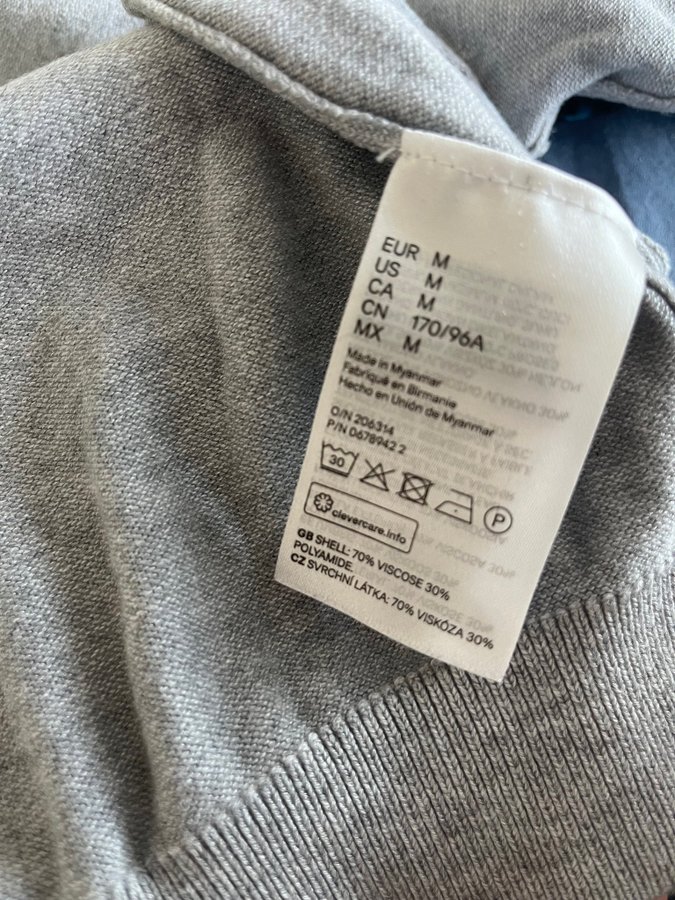 EUR M
US M
CA M
CN 170/96A
MX M
Made in Myanmar
Fabriqué en Birmanie
Hecho en Unión de Myanmar
O/N 206314
P/N 0678942 2
30
P
clevercare.info
GB SHELL: 70% VISCOSE 30%
POLYAMIDE.
CZ SVRCHNÍ LÁTKA: 70% VISKÓZA 30%